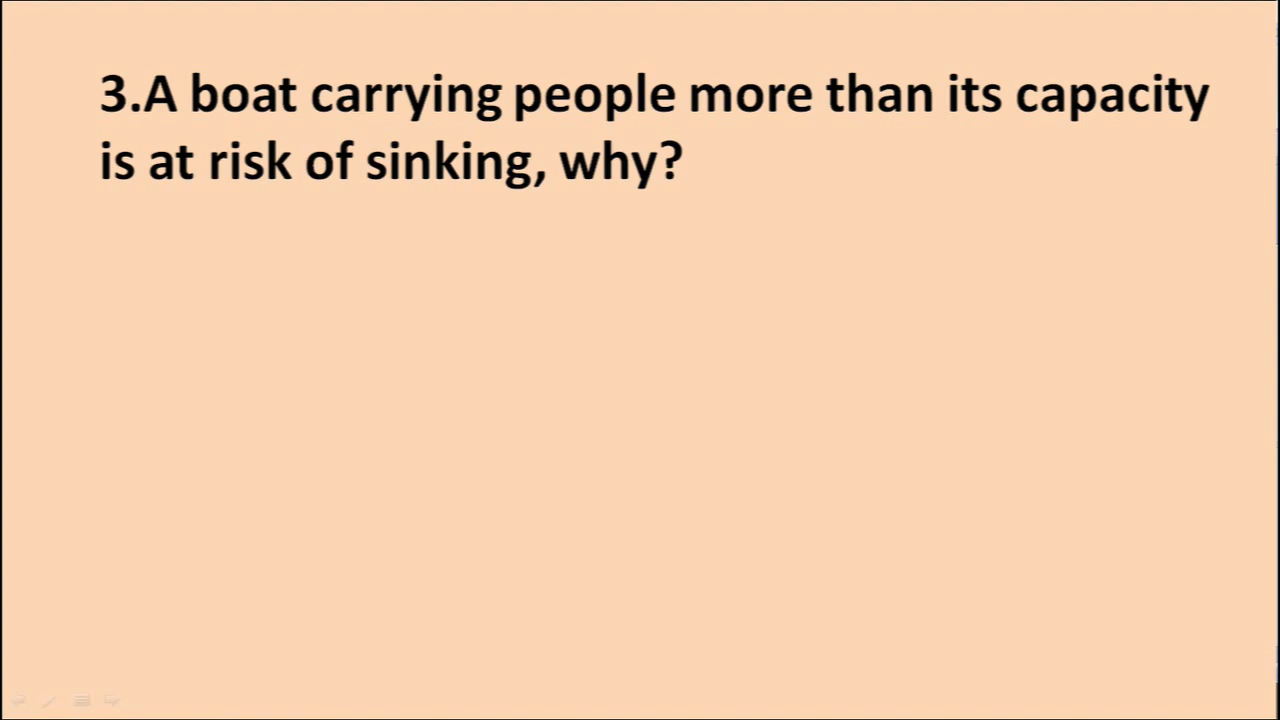 3.A boat carrying people more than its capacity
is at risk of sinking, why?